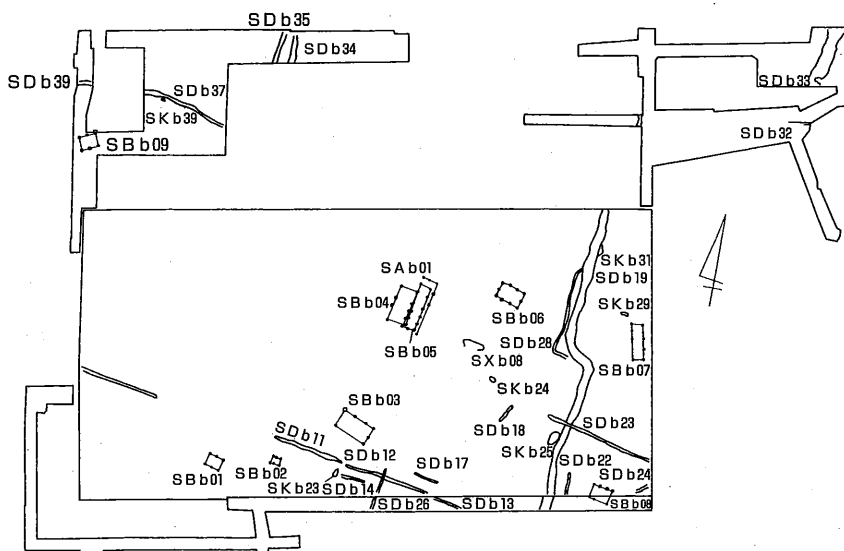 SDb35
SDb34
SDb39
SDb37
SKb39
SBb09
SDb33
SDb32
SAb01
SBb04
SBb05
SBb06
SKb31
SDb19
SKb29
SDb28
SBb07
SXb08
SKb24
SBb03
SDb18
SDb23
SDb11
SKb25
SDb12
SDb17
SDb22
SBb01
SBb02
SDb24
SKb23
SDb14
SDb26
SDb13
SBb08